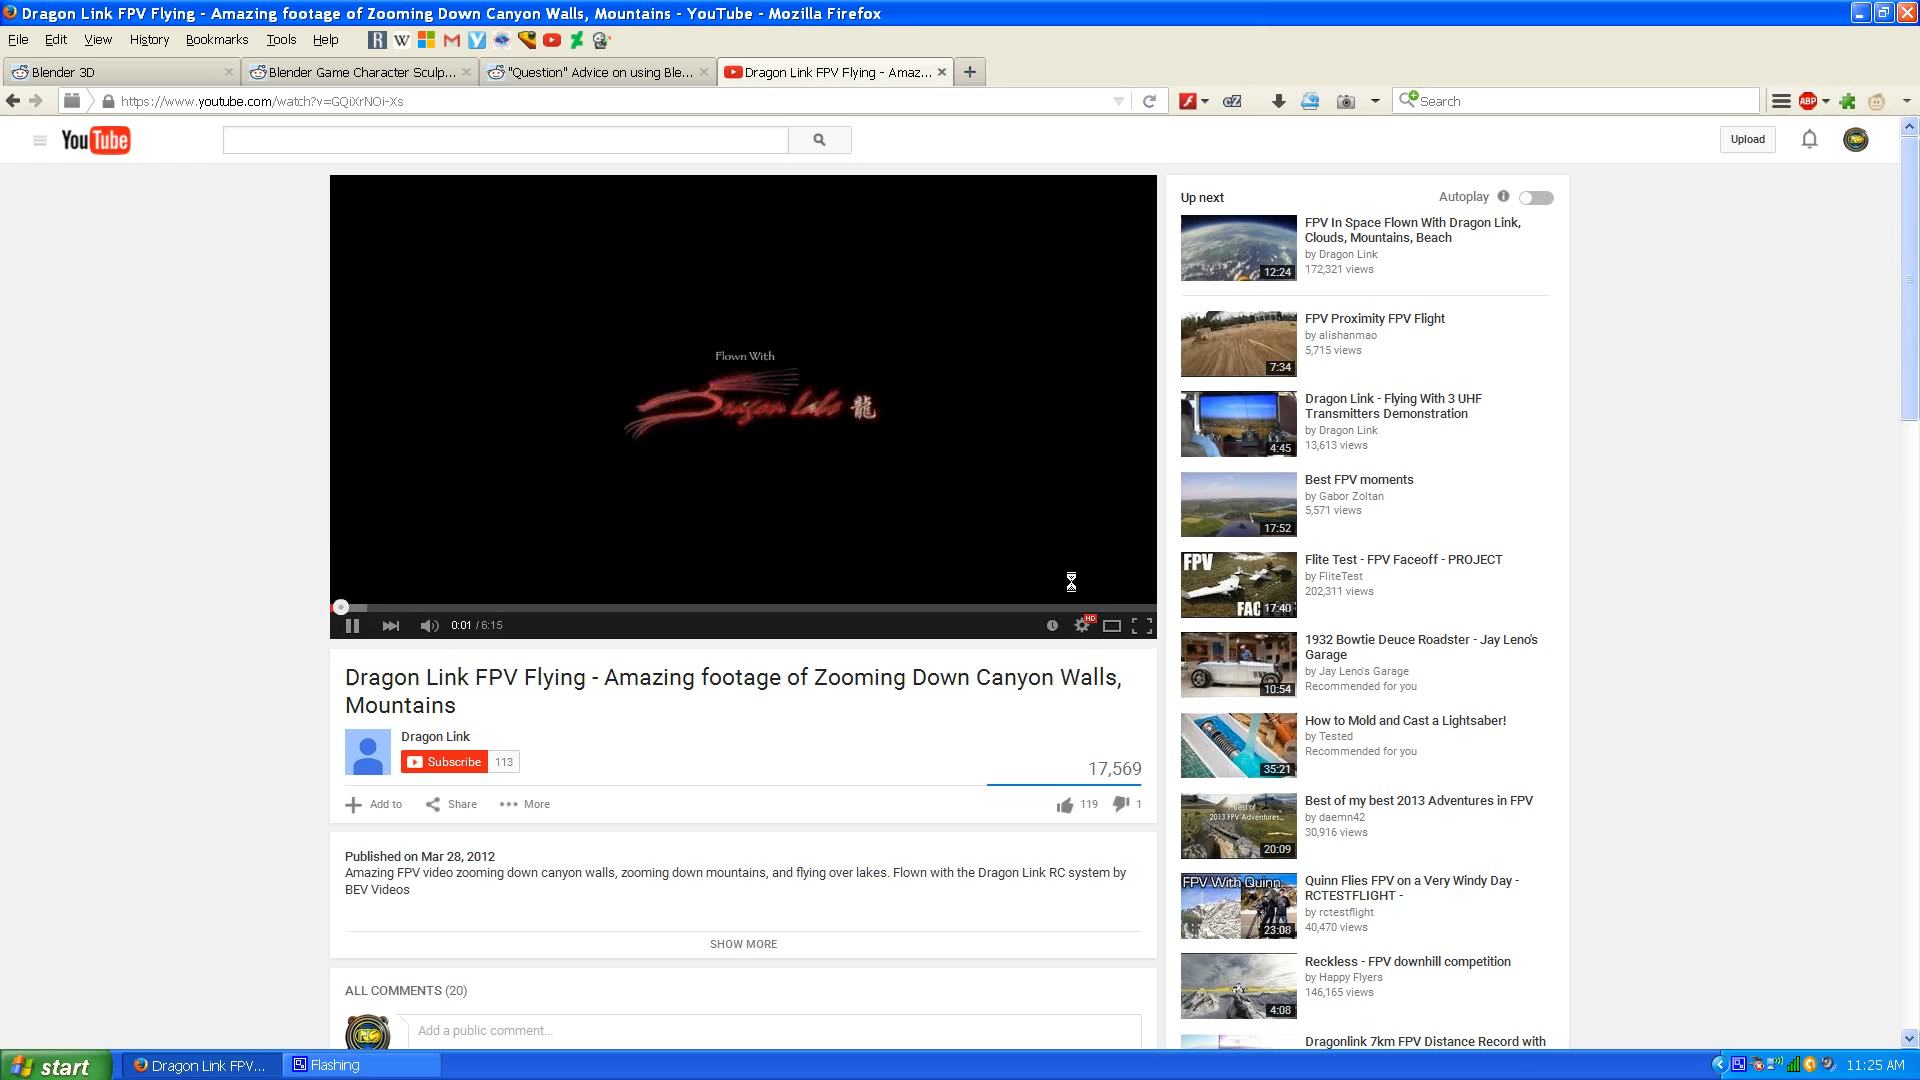 Dragon Link FPV Flying - Amazing footage of Zooming Down Canyon Walls, Mountains - YouTube - Mozilla Firefox
File Edit View History Bookmarks Tools Help
Blender 3D
Blender Game Character Sculp...
"Question" Advice on using Ble...
Dragon Link FPV Flying - Amaz...
https://www.youtube.com/watch?v=GQiXrNOi-Xs
Search
ABP
YouTube
Upload
Flown With
Dragon Labs 龍
0:01 / 6:15
HD
Dragon Link FPV Flying - Amazing footage of Zooming Down Canyon Walls,
Mountains
Dragon Link
Subscribe 113
17,569
Add to Share More
119 1
Published on Mar 28, 2012
Amazing FPV video zooming down canyon walls, zooming down mountains, and flying over lakes. Flown with the Dragon Link RC system by
BEV Videos
SHOW MORE
ALL COMMENTS (20)
Add a public comment...
Up next
Autoplay
FPV In Space Flown With Dragon Link,
Clouds, Mountains, Beach
by Dragon Link
172,321 views
12:24
FPV Proximity FPV Flight
by alishanmao
5,715 views
7:34
Dragon Link - Flying With 3 UHF
Transmitters Demonstration
by Dragon Link
13,613 views
4:45
Best FPV moments
by Gabor Zoltan
5,571 views
17:52
Flite Test - FPV Faceoff - PROJECT
by FliteTest
202,311 views
FPV
17:40
1932 Bowtie Deuce Roadster - Jay Leno's
Garage
by Jay Leno's Garage
Recommended for you
10:54
How to Mold and Cast a Lightsaber!
by Tested
Recommended for you
35:21
Best of my best 2013 Adventures in FPV
by daemn42
30,916 views
Best of
2013 FPV Adventures...
20:09
Quinn Flies FPV on a Very Windy Day -
RCTESTFLIGHT -
by rctestflight
40,470 views
FPV With Quinn
23:08
Reckless - FPV downhill competition
by Happy Flyers
146,165 views
4:08
Dragonlink 7km FPV Distance Record with
start
Dragon Link FPV...
Flashing
11:25 AM